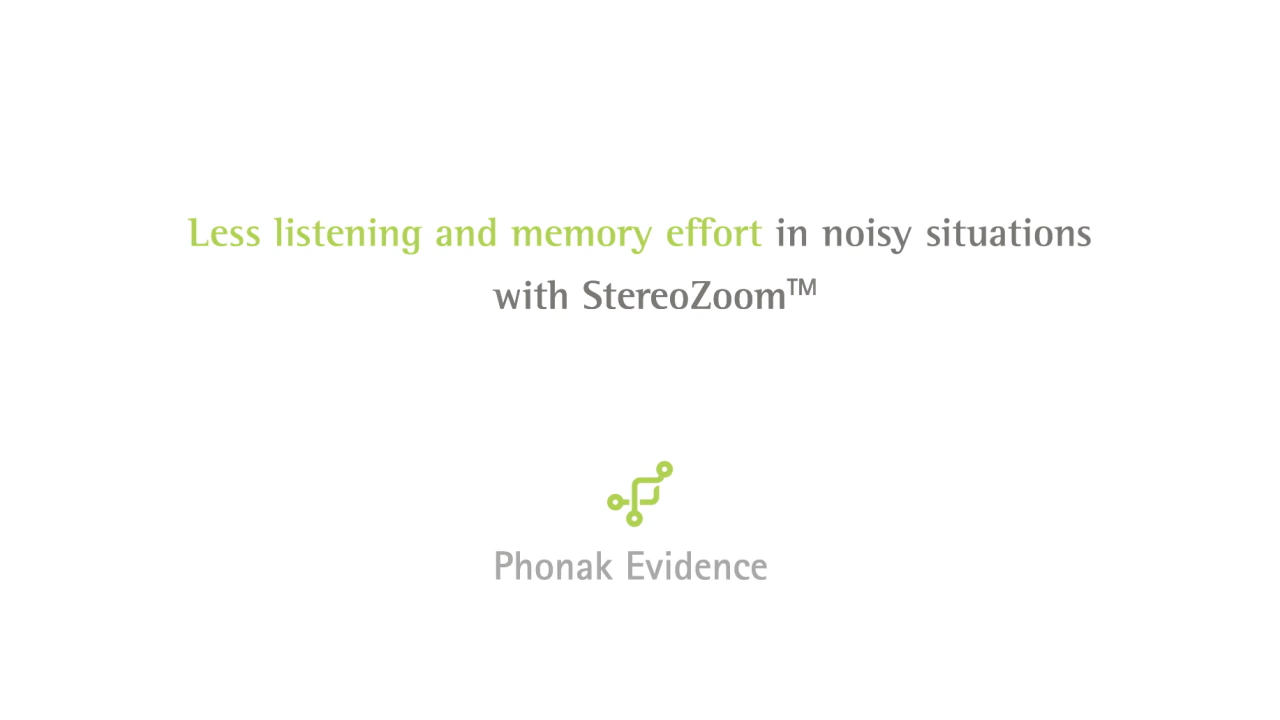 Less listening and memory effort in noisy situations
with StereoZoom™
Phonak Evidence